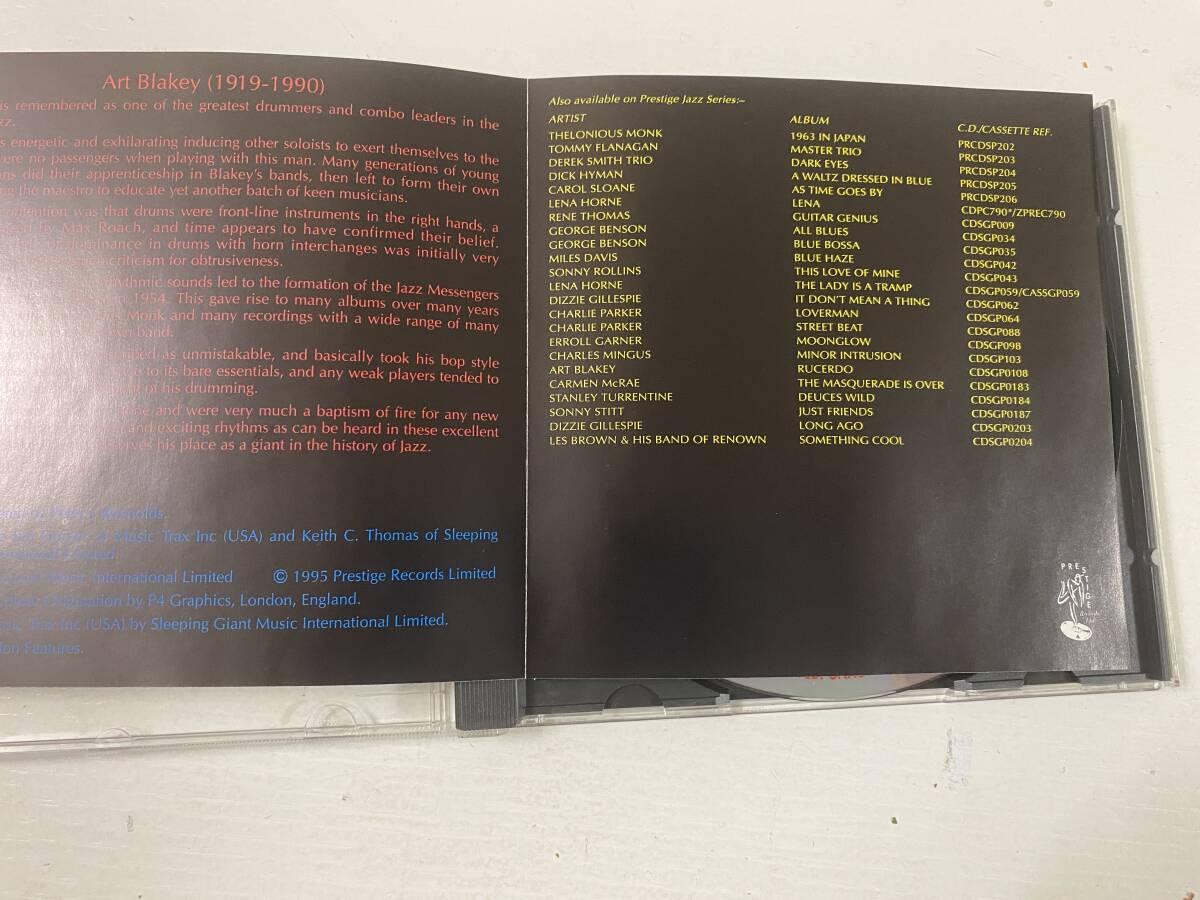 Art Blakey (1919-1990)
is remembered as one of the greatest drummers and combo leaders in the
zz.
s energetic and exhilarating inducing other soloists to exert themselves to the
ere no passengers when playing with this man. Many generations of young
ns did their apprenticeship in Blakey's bands, then left to form their own
ng the maestro to educate yet another batch of keen musicians.
contention was that drums were front-line instruments in the right hands, a
by Max Roach, and time appears to have confirmed their belief.
of dominance in drums with horn interchanges was initially very
criticism for obtrusiveness.
rhythmic sounds led to the formation of the Jazz Messengers
in 1954. This gave rise to many albums over many years
Monk and many recordings with a wide range of many
own band.
as unmistakable, and basically took his bop style
to its bare essentials, and any weak players tended to
of his drumming.
and were very much a baptism of fire for any new
and exciting rhythms as can be heard in these excellent
his place as a giant in the history of Jazz.
by Peter J. Reynolds.
of Music Trax Inc (USA) and Keith C. Thomas of Sleeping
International Limited
Music International Limited © 1995 Prestige Records Limited
origination by P4 Graphics, London, England.
Trax Inc (USA) by Sleeping Giant Music International Limited.
Features.
Also available on Prestige Jazz Series:–
ARTIST ALBUM C.D./CASSETTE REF.
THELONIOUS MONK 1963 IN JAPAN PRCDSP202
TOMMY FLANAGAN MASTER TRIO PRCDSP203
DEREK SMITH TRIO DARK EYES PRCDSP204
DICK HYMAN A WALTZ DRESSED IN BLUE PRCDSP205
CAROL SLOANE AS TIME GOES BY PRCDSP206
LENA HORNE LENA CDPC790*/ZPREC790
RENE THOMAS GUITAR GENIUS CDSGP009
GEORGE BENSON ALL BLUES CDSGP034
GEORGE BENSON BLUE BOSSA CDSGP035
MILES DAVIS BLUE HAZE CDSGP042
SONNY ROLLINS THIS LOVE OF MINE CDSGP043
LENA HORNE THE LADY IS A TRAMP CDSGP059/CASSGP059
DIZZIE GILLESPIE IT DON'T MEAN A THING CDSGP062
CHARLIE PARKER LOVERMAN CDSGP064
CHARLIE PARKER STREET BEAT CDSGP088
ERROLL GARNER MOONGLOW CDSGP098
CHARLES MINGUS MINOR INTRUSION CDSGP103
ART BLAKEY RUCERDO CDSGP0108
CARMEN McRAE THE MASQUERADE IS OVER CDSGP0183
STANLEY TURRENTINE DEUCES WILD CDSGP0184
SONNY STITT JUST FRIENDS CDSGP0187
DIZZIE GILLESPIE LONG AGO CDSGP0203
LES BROWN & HIS BAND OF RENOWN SOMETHING COOL CDSGP0204
PRESTIGE